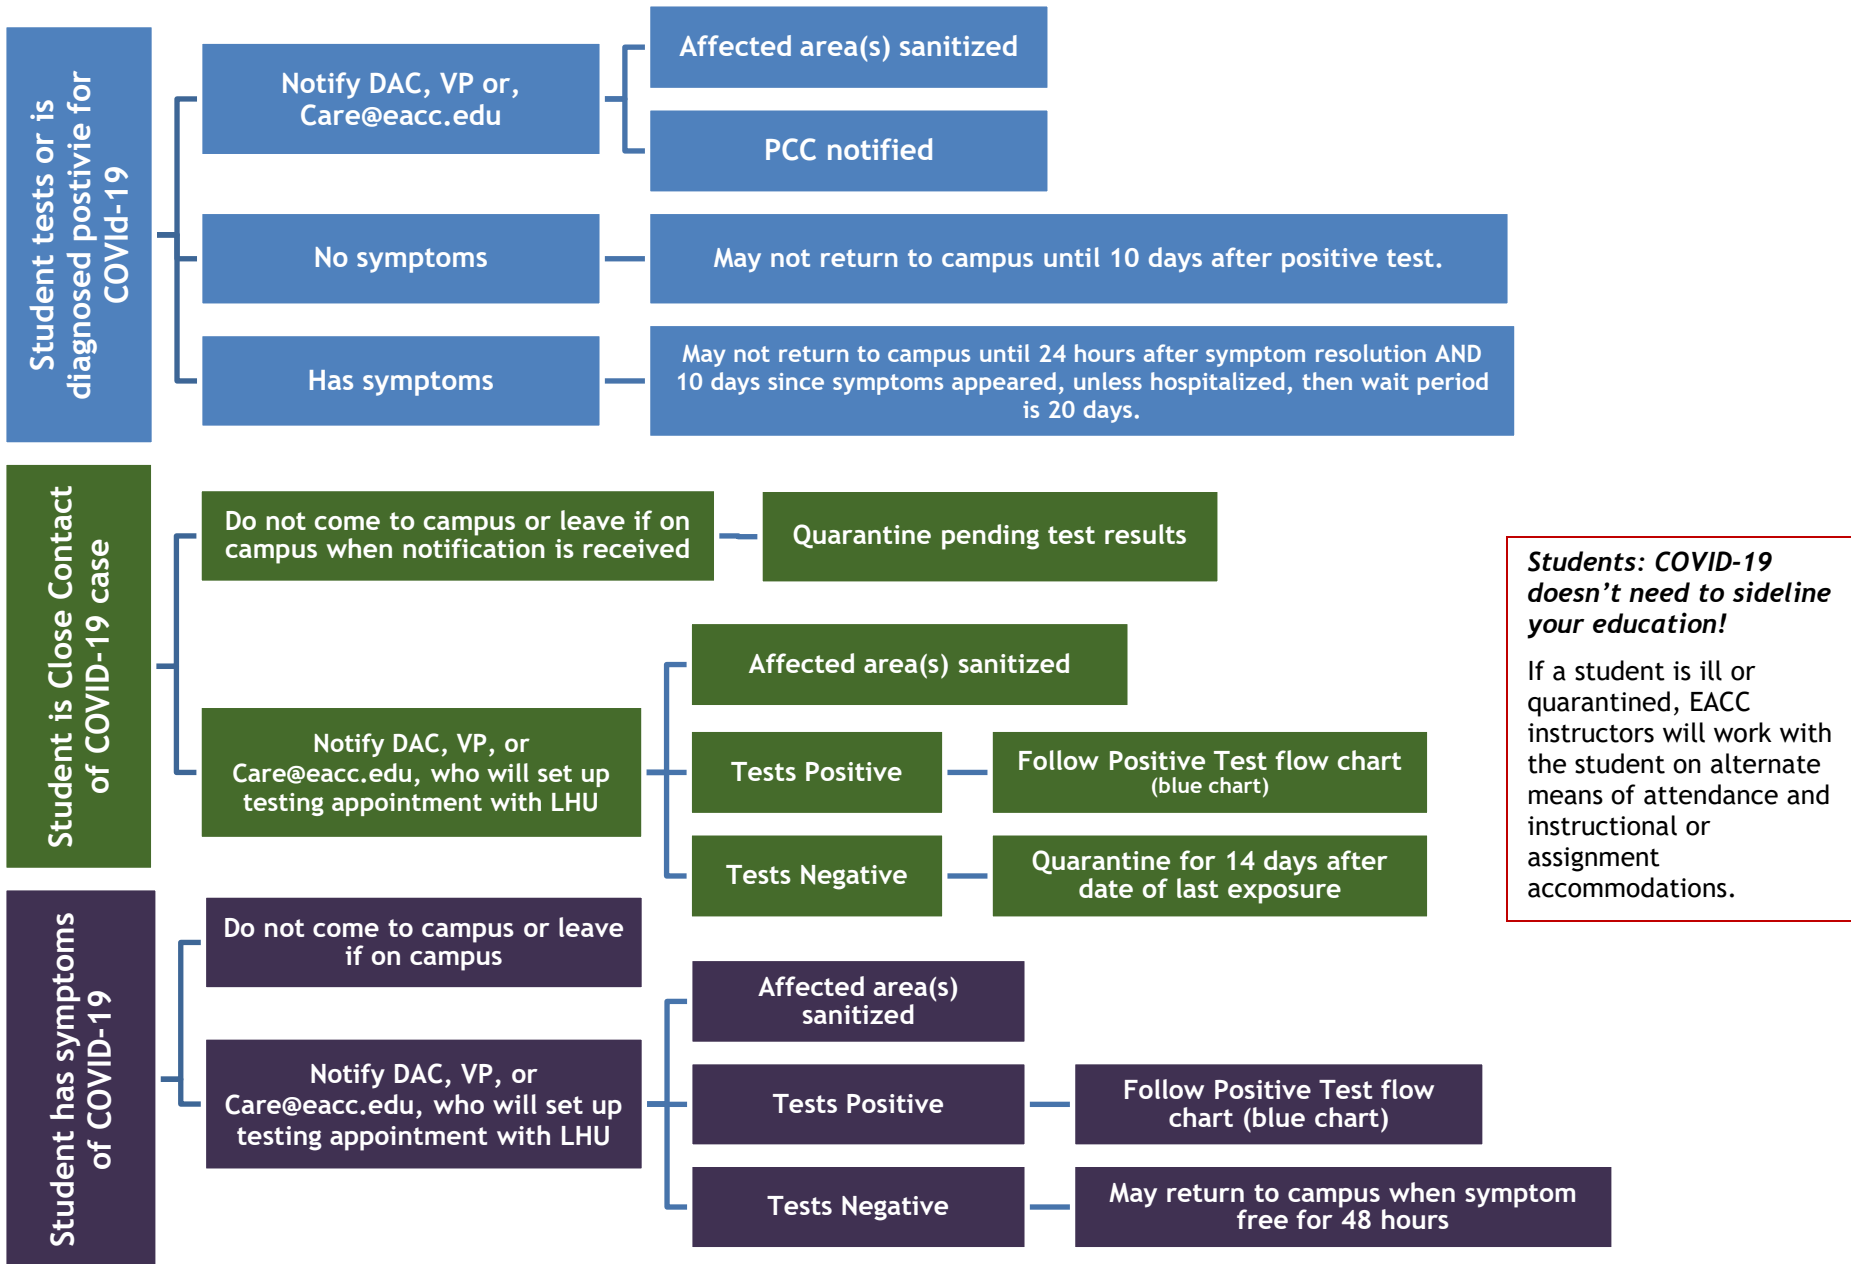 Student tests or is
diagnosed postivie for
COVId-19
Notify DAC, VP or,
Care@eacc.edu
Affected area(s) sanitized
PCC notified
No symptoms
May not return to campus until 10 days after positive test.
Has symptoms
May not return to campus until 24 hours after symptom resolution AND
10 days since symptoms appeared, unless hospitalized, then wait period
is 20 days.
Student is Close Contact
of COVID-19 case
Do not come to campus or leave if on
campus when notification is received
Quarantine pending test results
Notify DAC, VP, or
Care@eacc.edu, who will set up
testing appointment with LHU
Affected area(s) sanitized
Tests Positive
Follow Positive Test flow chart
(blue chart)
Tests Negative
Quarantine for 14 days after
date of last exposure
Student has symptoms
of COVID-19
Do not come to campus or leave
if on campus
Notify DAC, VP, or
Care@eacc.edu, who will set up
testing appointment with LHU
Affected area(s)
sanitized
Tests Positive
Follow Positive Test flow
chart (blue chart)
Tests Negative
May return to campus when symptom
free for 48 hours
Students: COVID-19
doesn't need to sideline
your education!
If a student is ill or
quarantined, EACC
instructors will work with
the student on alternate
means of attendance and
instructional or
assignment
accommodations.